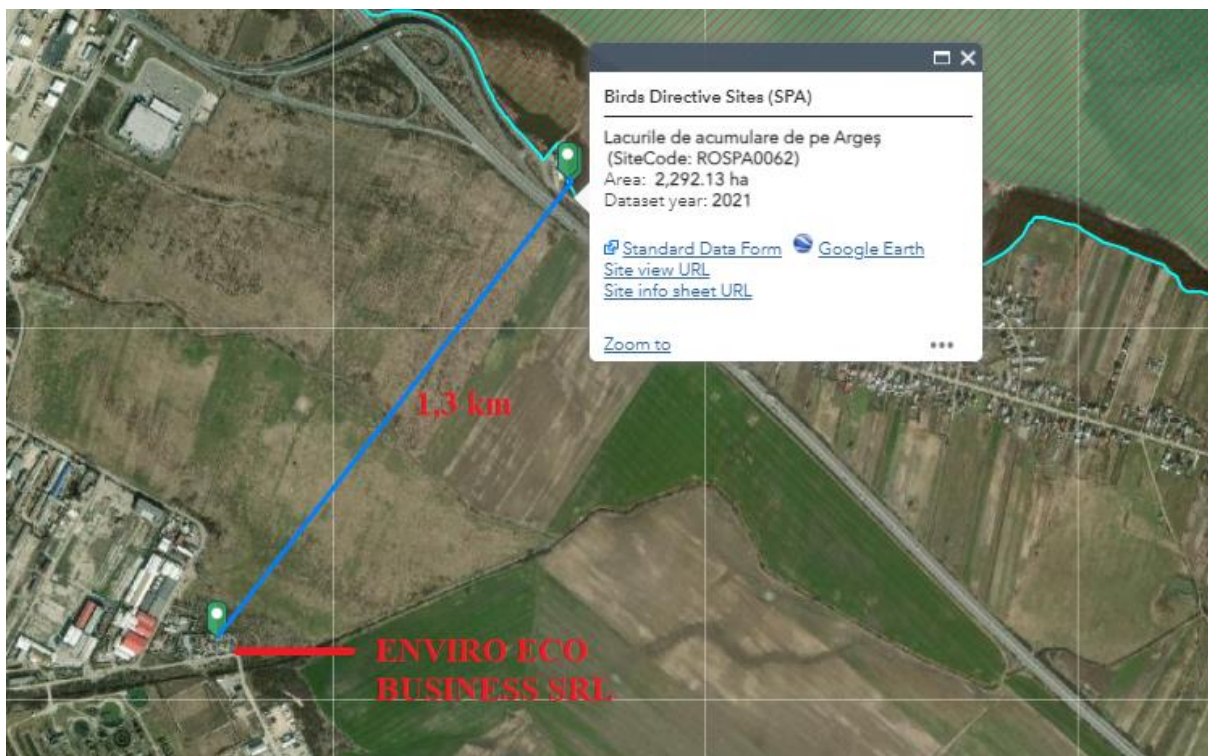 Birds Directive Sites (SPA)
Lacurile de acumulare de pe Argeș
(SiteCode: ROSPA0062)
Area: 2,292.13 ha
Dataset year: 2021
Standard Data Form Google Earth
Site view URL
Site info sheet URL
Zoom to
1,3 km
ENVIRO ECO
BUSINESS SRL